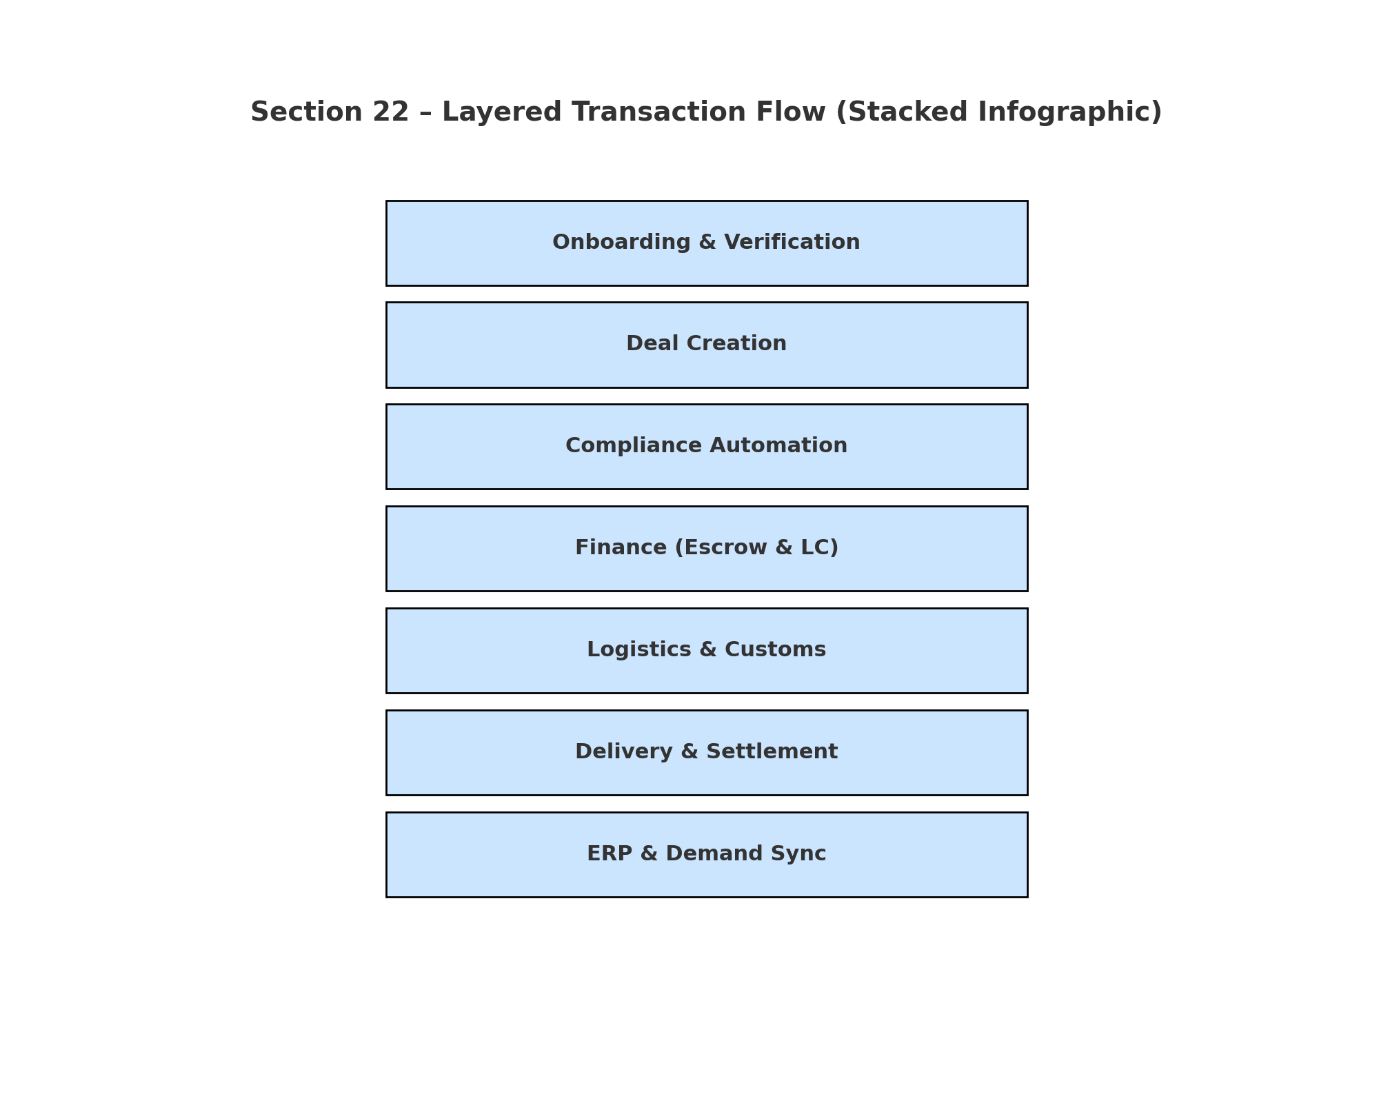 Section 22 – Layered Transaction Flow (Stacked Infographic)
Onboarding & Verification
Deal Creation
Compliance Automation
Finance (Escrow & LC)
Logistics & Customs
Delivery & Settlement
ERP & Demand Sync